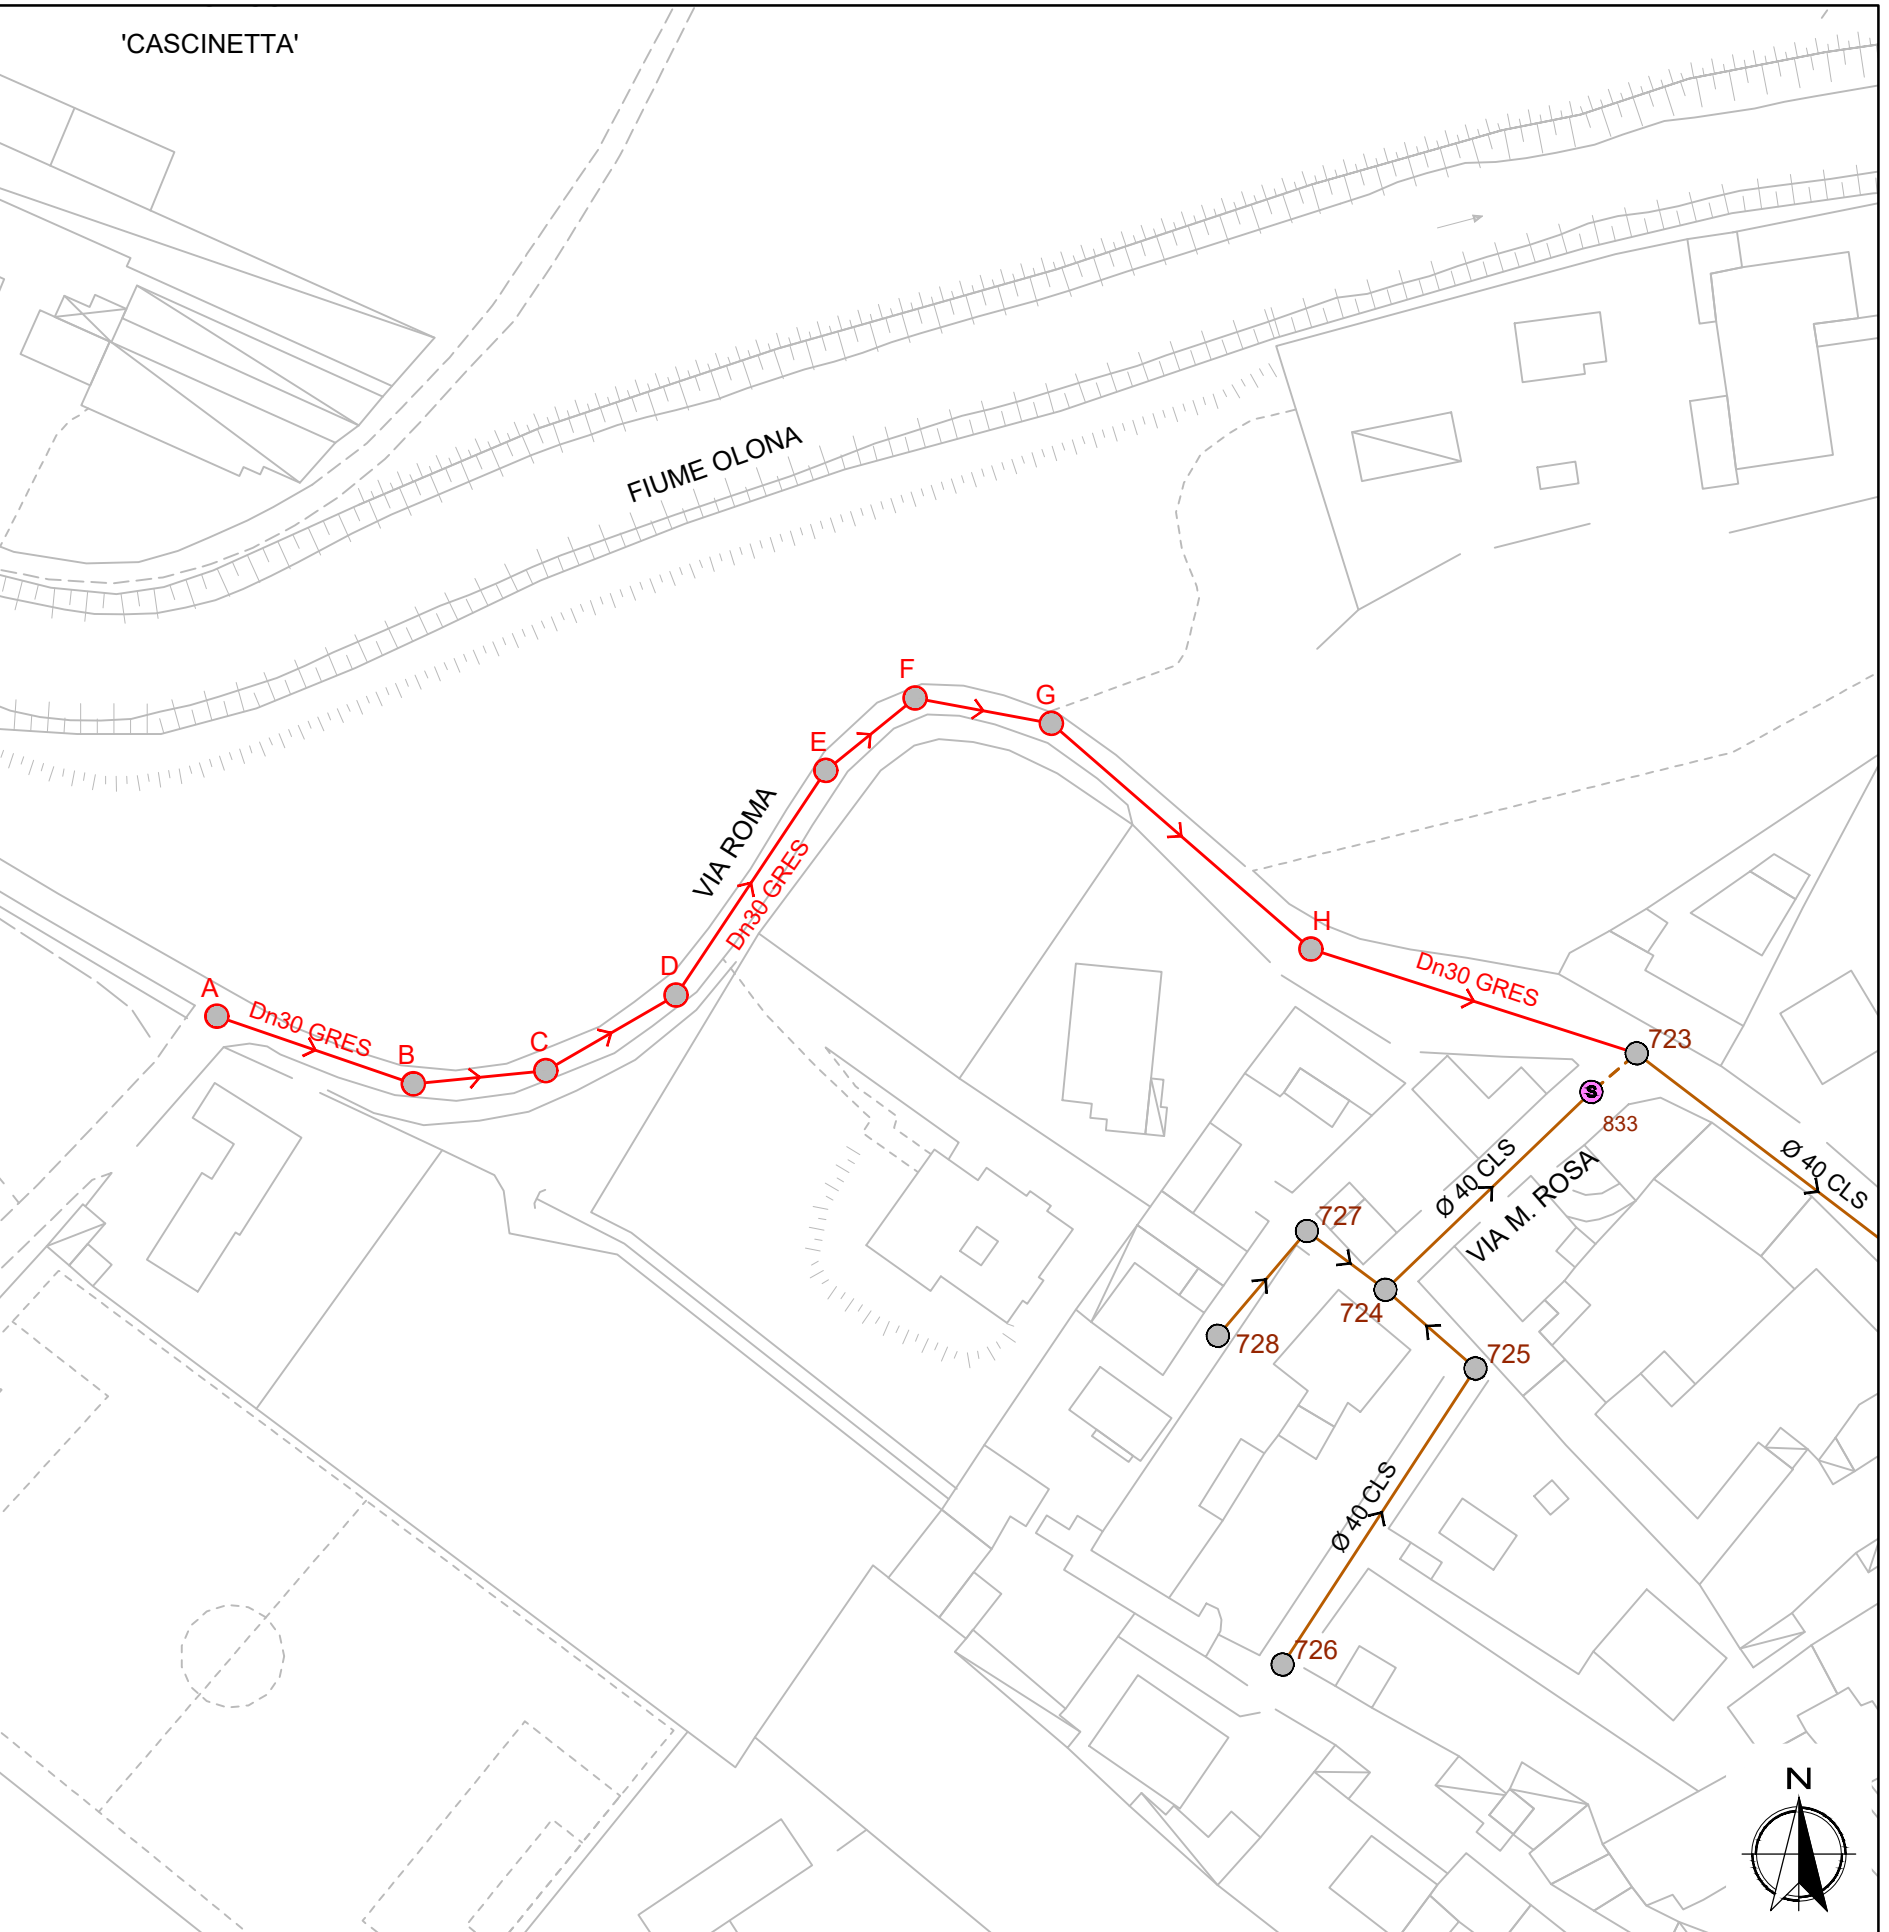 'CASCINETTA'
FIUME OLONA
F
G
E
VIA ROMA
Dn30 GRES
H
D
Dn30 GRES
A
Dn30 GRES
B
C
723
S
833
Ø 40 CLS
Ø 40 CLS
VIA M. ROSA
727
724
728
725
Ø 40 CLS
726
N